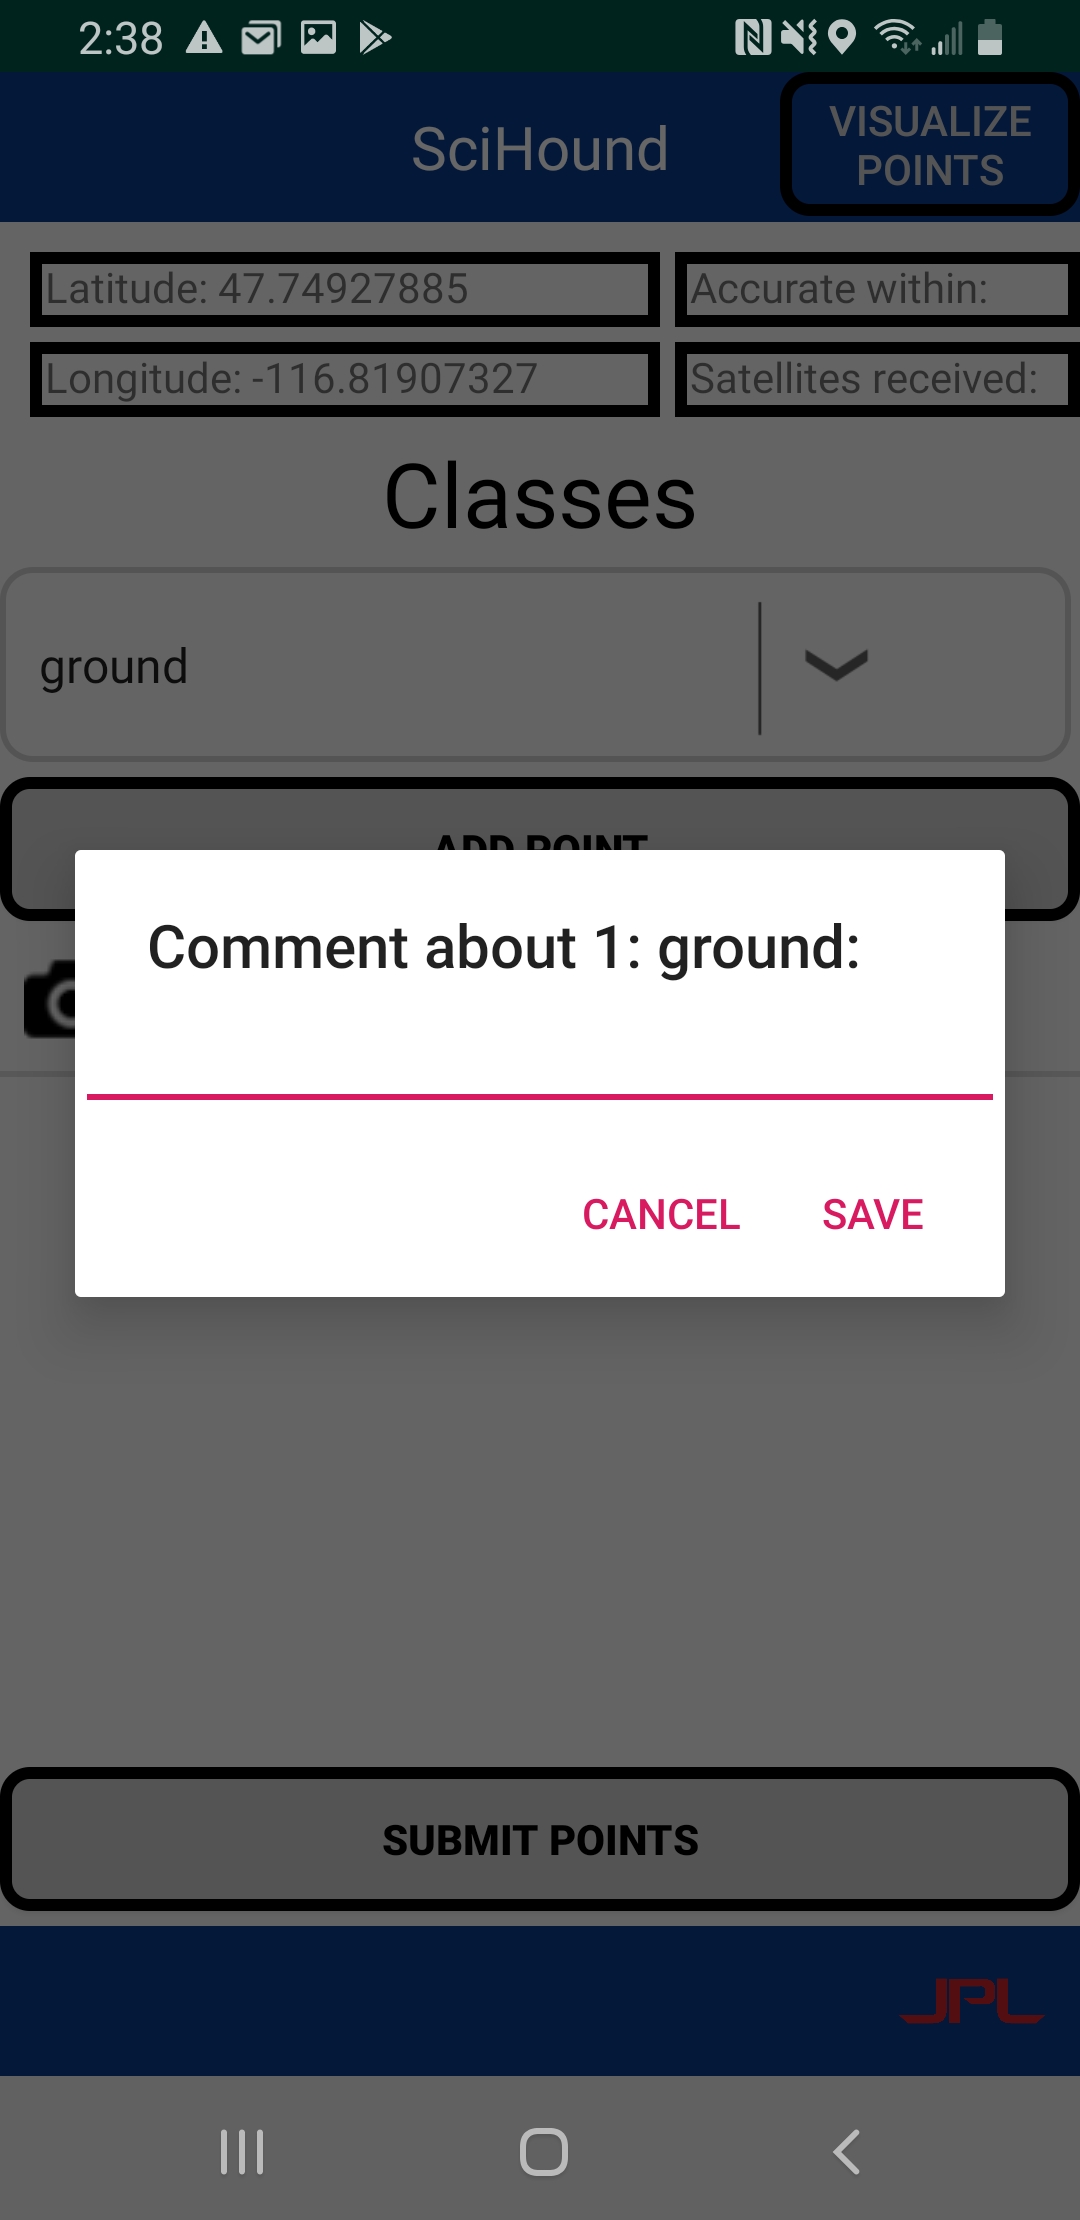 2:38
SciHound
VISUALIZE
POINTS
Latitude: 47.74927885
Accurate within:
Longitude: -116.81907327
Satellites received:
Classes
ground
ADD POINT
Comment about 1: ground:
CANCEL
SAVE
SUBMIT POINTS
JPL